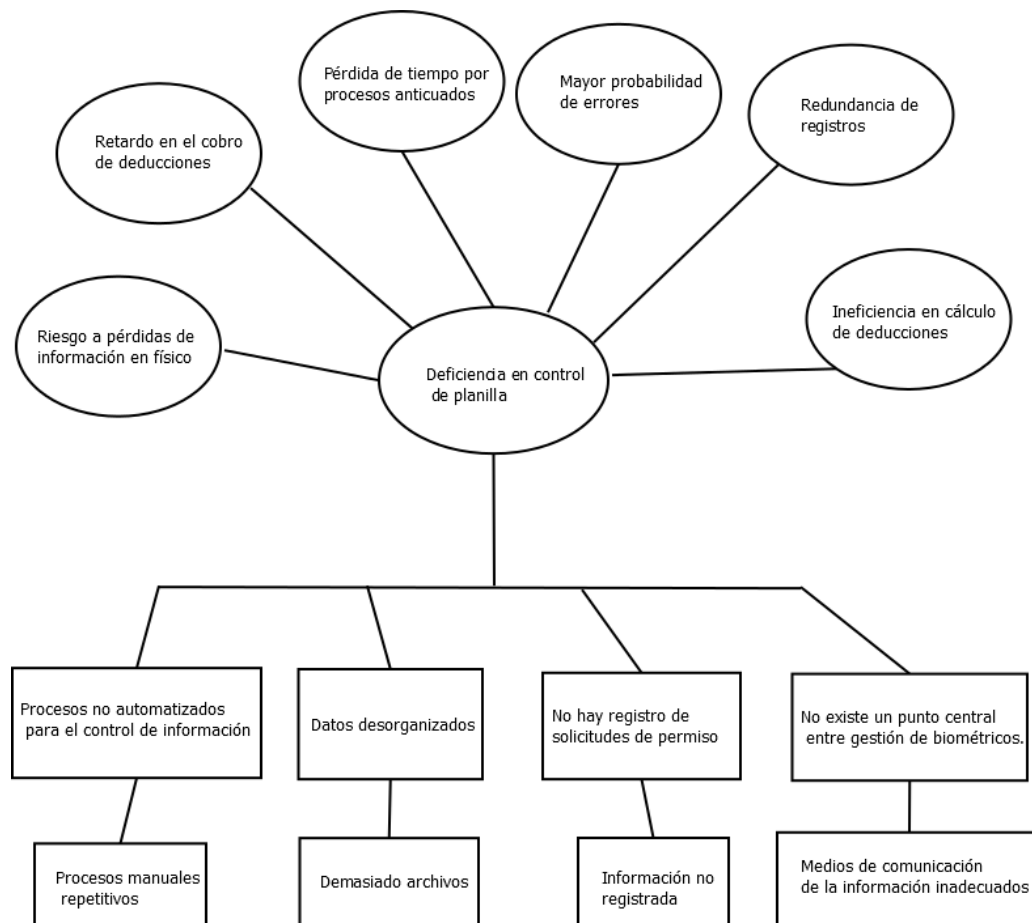 Pérdida de tiempo por
procesos anticuados
Mayor probabilidad
de errores
Redundancia de
registros
Retardo en el cobro
de deducciones
Riesgo a pérdidas de
información en físico
Ineficiencia en cálculo
de deducciones
Deficiencia en control
de planilla
Procesos no automatizados
para el control de información
Datos desorganizados
No hay registro de
solicitudes de permiso
No existe un punto central
entre gestión de biométricos.
Procesos manuales
repetitivos
Demasiado archivos
Información no
registrada
Medios de comunicación
de la información inadecuados